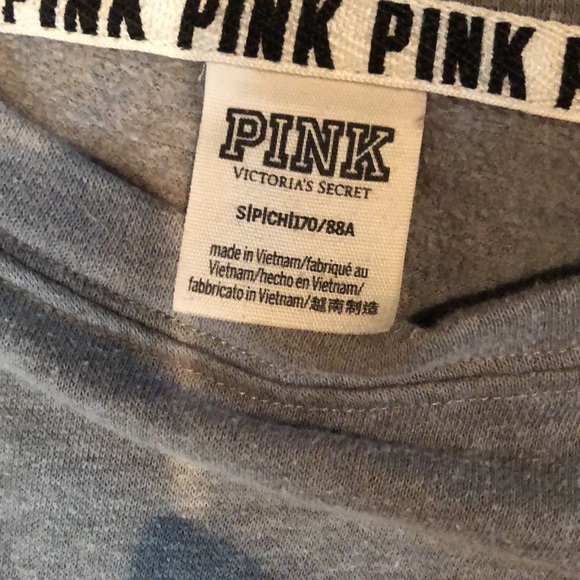 PINK PINK PINK PINK
PINK
VICTORIA'S SECRET
S|P|CH|170/88A
made in Vietnam/fabriqué au
Vietnam/hecho en Vietnam/
fabbricato in Vietnam/越南制造